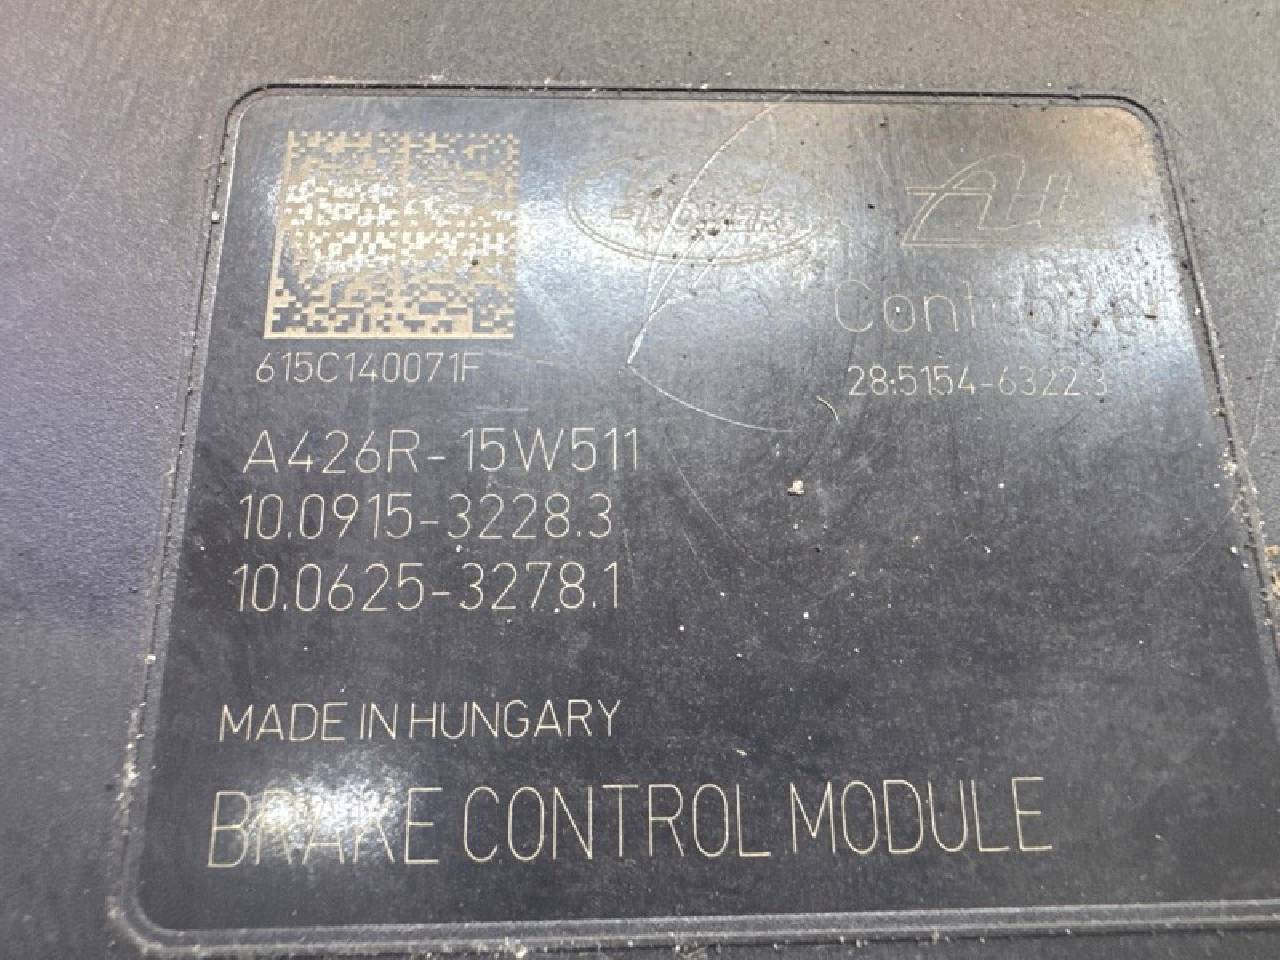 615C140071F
28.5154-6322.3
A426R-15W511
10.0915-3228.3
10.0625-3278.1
MADE IN HUNGARY
BRAKE CONTROL MODULE